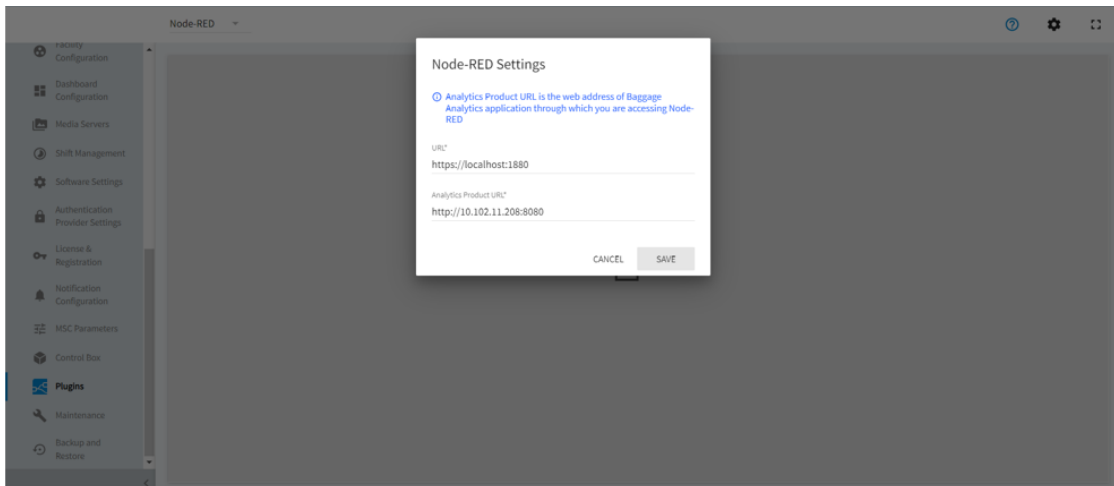 Node-RED
Facility
Configuration
Dashboard
Configuration
Media Servers
Shift Management
Software Settings
Authentication
Provider Settings
License &
Registration
Notification
Configuration
MSC Parameters
Control Box
Plugins
Maintenance
Backup and
Restore
Node-RED Settings
Analytics Product URL is the web address of Baggage
Analytics application through which you are accessing Node-
RED
URL*
https://localhost:1880
Analytics Product URL*
http://10.102.11.208:8080
CANCEL SAVE